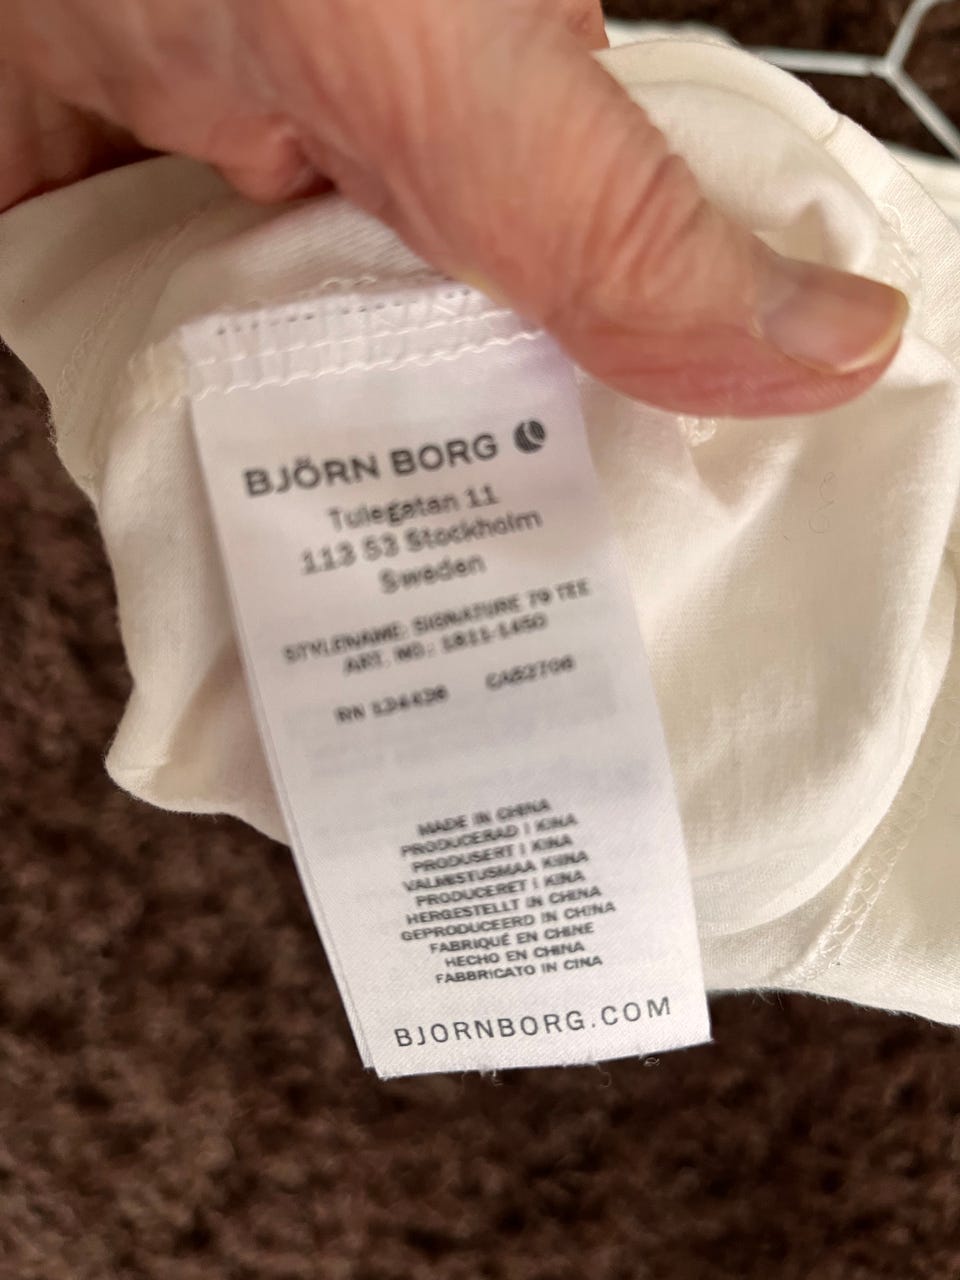 BJÖRN BORG
Tulegatan 11
113 53 Stockholm
Sweden
STYLENAME: SIGNATURE 79 TEE
ART. NO.: 1811-1450
RN 124436 CA52706
MADE IN CHINA
PRODUCERAD I KINA
PRODUSERT I KINA
VALMISTUSMAA KIINA
PRODUCERET I KINA
HERGESTELLT IN CHINA
GEPRODUCEERD IN CHINA
FABRIQUÉ EN CHINE
HECHO EN CHINA
FABBRICATO IN CINA
BJORNBORG.COM